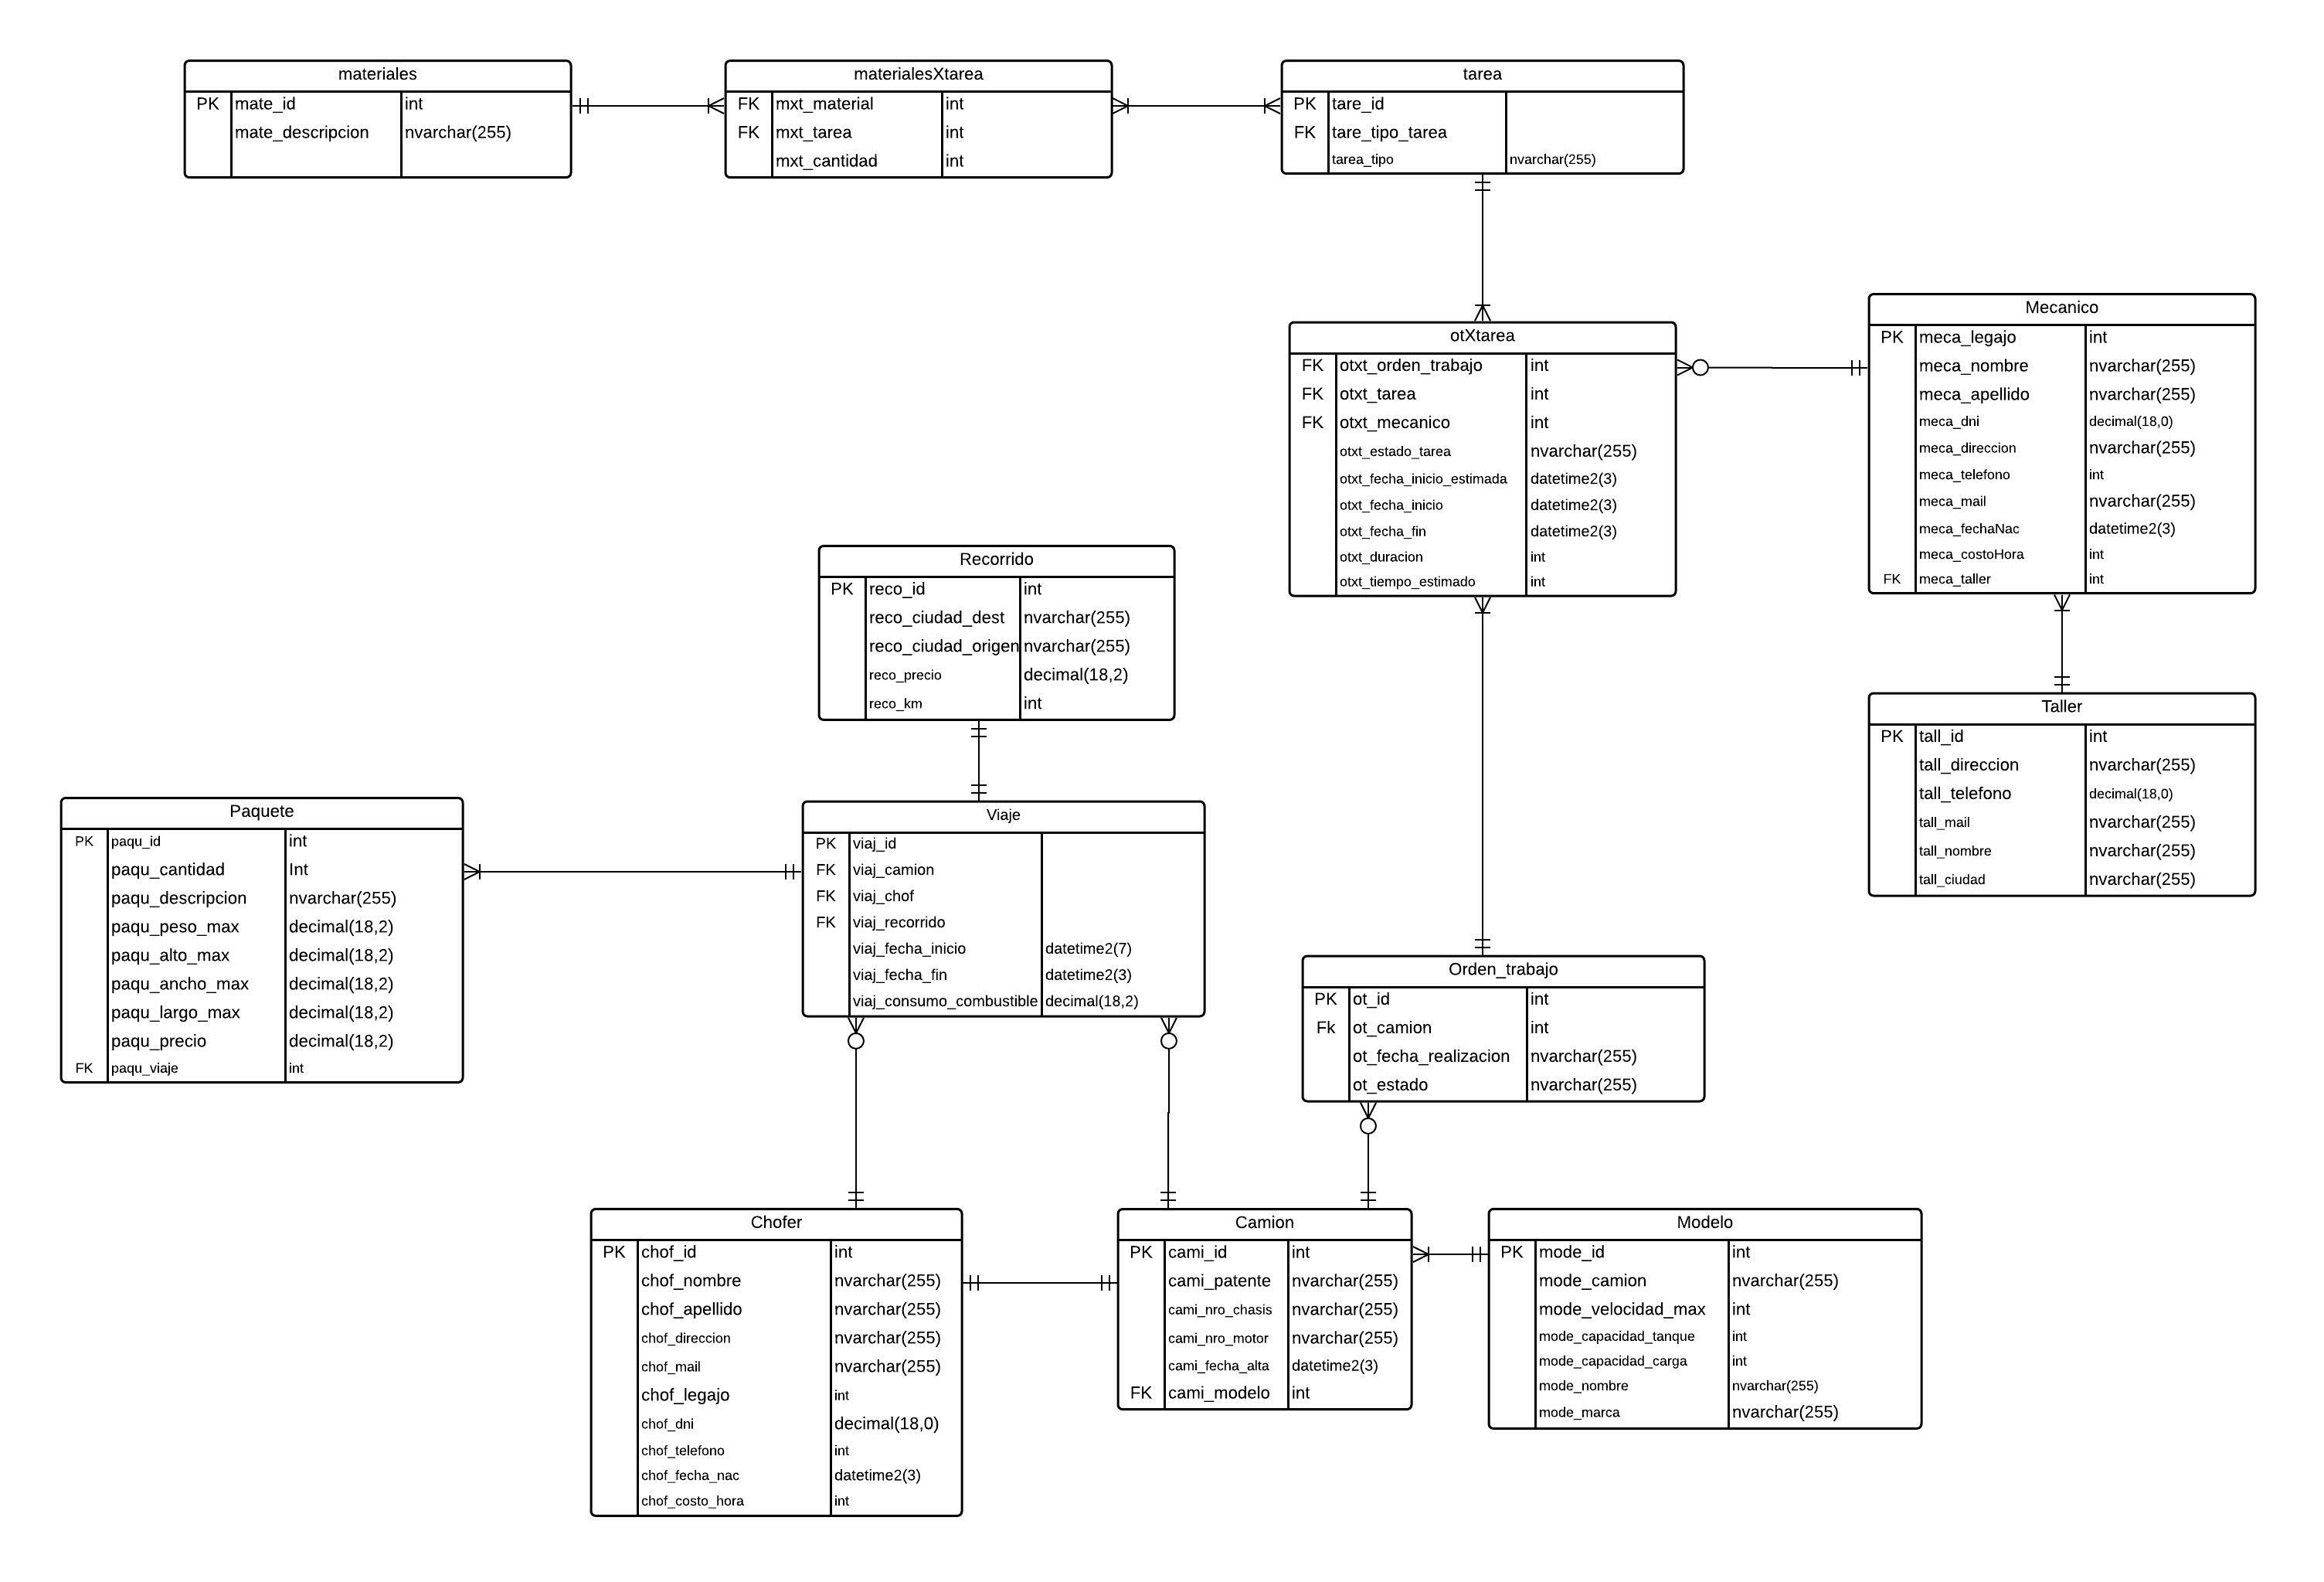 materiales
PK mate_id int
mate_descripcion nvarchar(255)
materialesXtarea
FK mxt_material int
FK mxt_tarea int
mxt_cantidad int
tarea
PK tare_id
FK tare_tipo_tarea
tarea_tipo nvarchar(255)
otXtarea
FK otxt_orden_trabajo int
FK otxt_tarea int
FK otxt_mecanico int
otxt_estado_tarea nvarchar(255)
otxt_fecha_inicio_estimada datetime2(3)
otxt_fecha_inicio datetime2(3)
otxt_fecha_fin datetime2(3)
otxt_duracion int
otxt_tiempo_estimado int
Mecanico
PK meca_legajo int
meca_nombre nvarchar(255)
meca_apellido nvarchar(255)
meca_dni decimal(18,0)
meca_direccion nvarchar(255)
meca_telefono int
meca_mail nvarchar(255)
meca_fechaNac datetime2(3)
meca_costoHora int
FK meca_taller int
Recorrido
PK reco_id int
reco_ciudad_dest nvarchar(255)
reco_ciudad_origen nvarchar(255)
reco_precio decimal(18,2)
reco_km int
Taller
PK tall_id int
tall_direccion nvarchar(255)
tall_telefono decimal(18,0)
tall_mail nvarchar(255)
tall_nombre nvarchar(255)
tall_ciudad nvarchar(255)
Paquete
PK paqu_id int
paqu_cantidad Int
paqu_descripcion nvarchar(255)
paqu_peso_max decimal(18,2)
paqu_alto_max decimal(18,2)
paqu_ancho_max decimal(18,2)
paqu_largo_max decimal(18,2)
paqu_precio decimal(18,2)
FK paqu_viaje int
Viaje
PK viaj_id
FK viaj_camion
FK viaj_chof
FK viaj_recorrido
viaj_fecha_inicio datetime2(7)
viaj_fecha_fin datetime2(3)
viaj_consumo_combustible decimal(18,2)
Orden_trabajo
PK ot_id int
Fk ot_camion int
ot_fecha_realizacion nvarchar(255)
ot_estado nvarchar(255)
Chofer
PK chof_id int
chof_nombre nvarchar(255)
chof_apellido nvarchar(255)
chof_direccion nvarchar(255)
chof_mail nvarchar(255)
chof_legajo int
chof_dni decimal(18,0)
chof_telefono int
chof_fecha_nac datetime2(3)
chof_costo_hora int
Camion
PK cami_id int
cami_patente nvarchar(255)
cami_nro_chasis nvarchar(255)
cami_nro_motor nvarchar(255)
cami_fecha_alta datetime2(3)
FK cami_modelo int
Modelo
PK mode_id int
mode_camion nvarchar(255)
mode_velocidad_max int
mode_capacidad_tanque int
mode_capacidad_carga int
mode_nombre nvarchar(255)
mode_marca nvarchar(255)